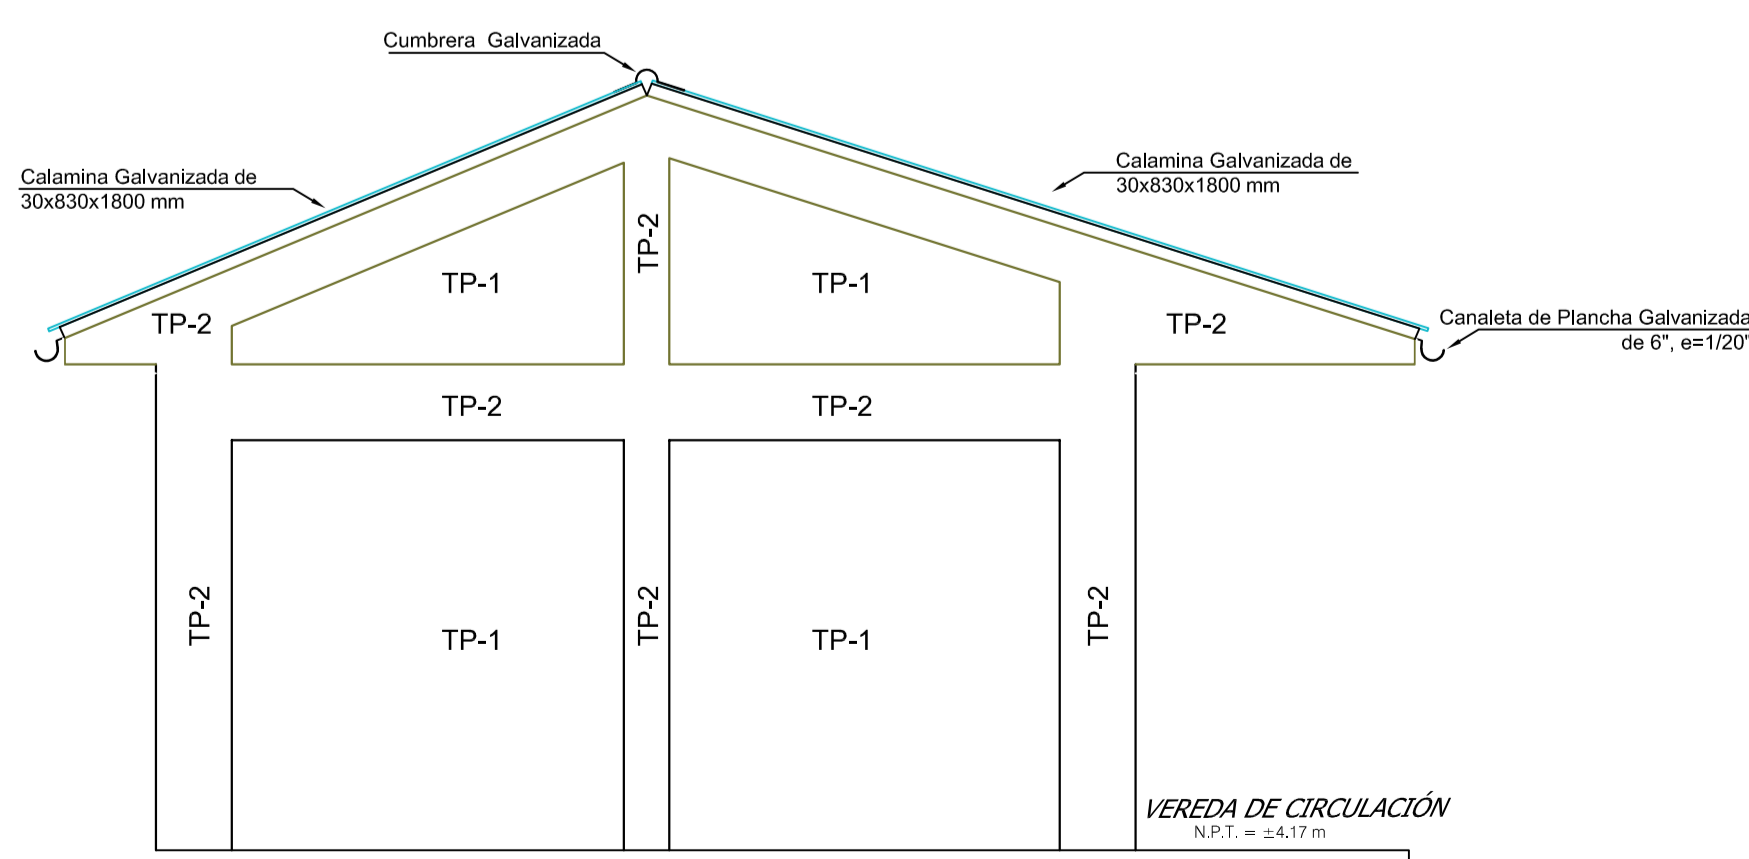 Cumbrera Galvanizada
Calamina Galvanizada de
30x830x1800 mm
Calamina Galvanizada de
30x830x1800 mm
TP-2
TP-1
TP-1
TP-2
TP-2
Canaleta de Plancha Galvanizada
de 6", e=1/20"
TP-2
TP-2
TP-2
TP-1
TP-2
TP-1
TP-2
VEREDA DE CIRCULACIÓN
N.P.T. = ±4.17 m